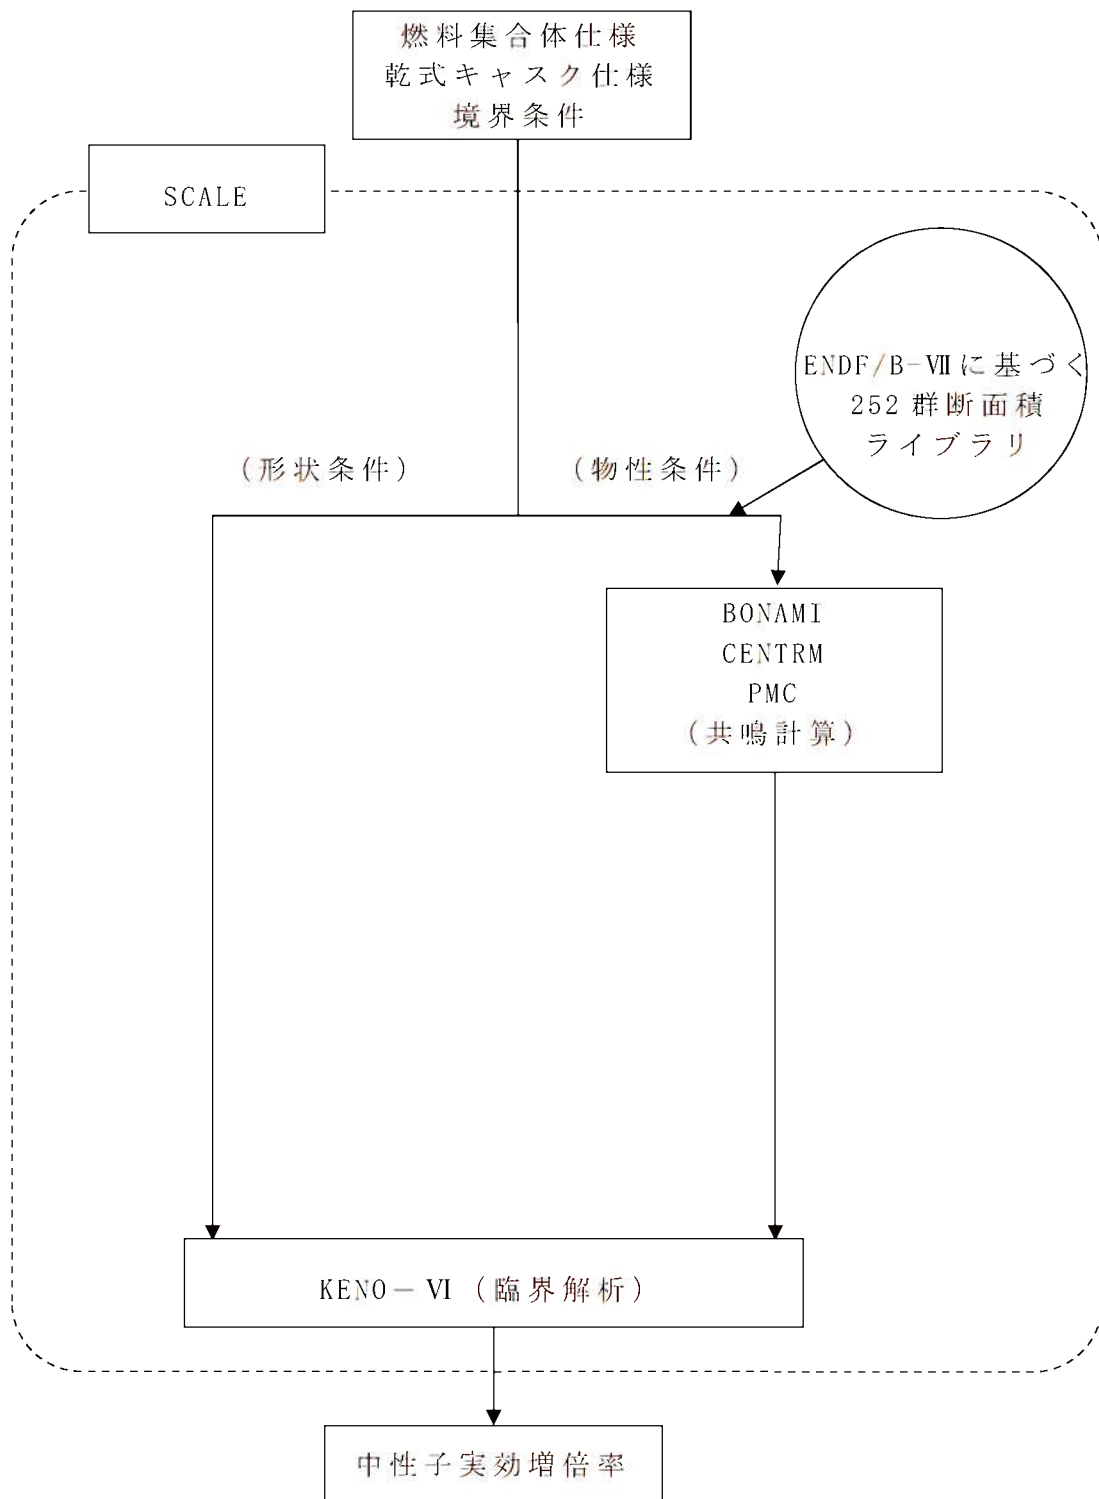 燃料集合体仕様
乾式キャスク仕様
境界条件
SCALE
ENDF/B-Ⅶに基づく
252群断面積
ライブラリ
(形状条件)
(物性条件)
BONAMI
CENTRM
PMC
(共鳴計算)
KENO－Ⅵ (臨界解析)
中性子実効増倍率